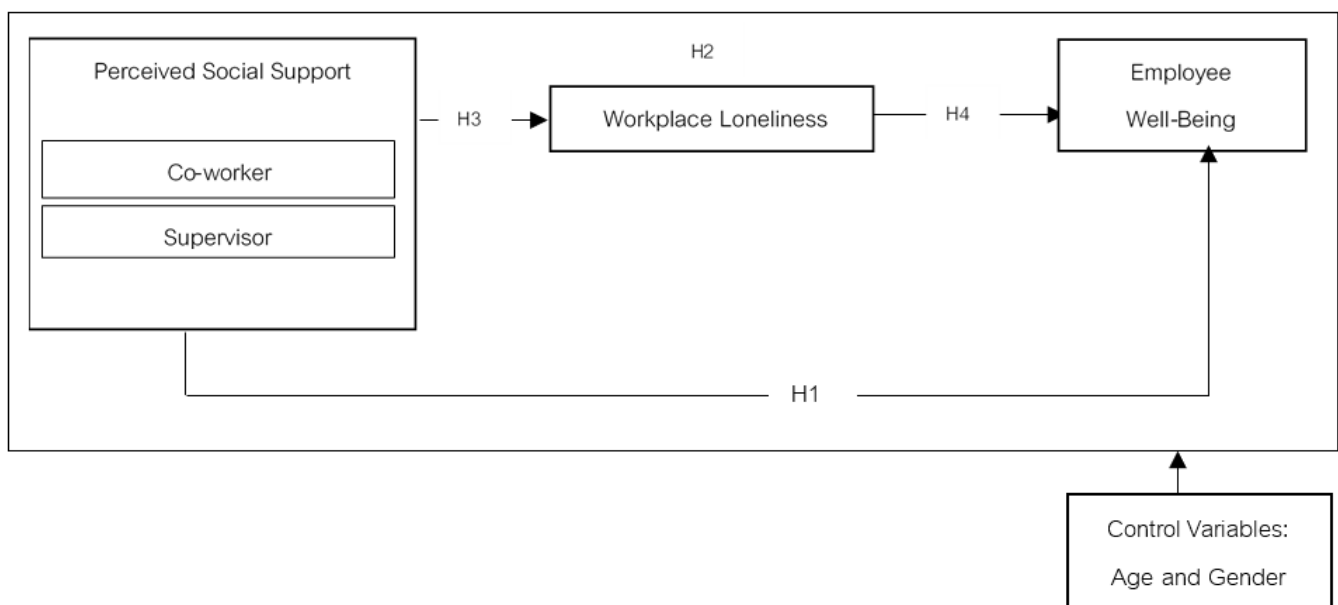 Perceived Social Support
Co-worker
Supervisor
H3
H2
Workplace Loneliness
H4
Employee
Well-Being
H1
Control Variables:
Age and Gender